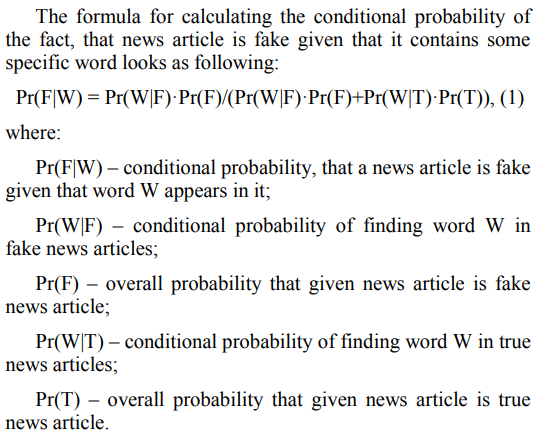 The formula for calculating the conditional probability of
the fact, that news article is fake given that it contains some
specific word looks as following:
Pr(F|W) = Pr(W|F)·Pr(F)/(Pr(W|F)·Pr(F)+Pr(W|T)·Pr(T)), (1)
where:
Pr(F|W) – conditional probability, that a news article is fake
given that word W appears in it;
Pr(W|F) – conditional probability of finding word W in
fake news articles;
Pr(F) – overall probability that given news article is fake
news article;
Pr(W|T) – conditional probability of finding word W in true
news articles;
Pr(T) – overall probability that given news article is true
news article.